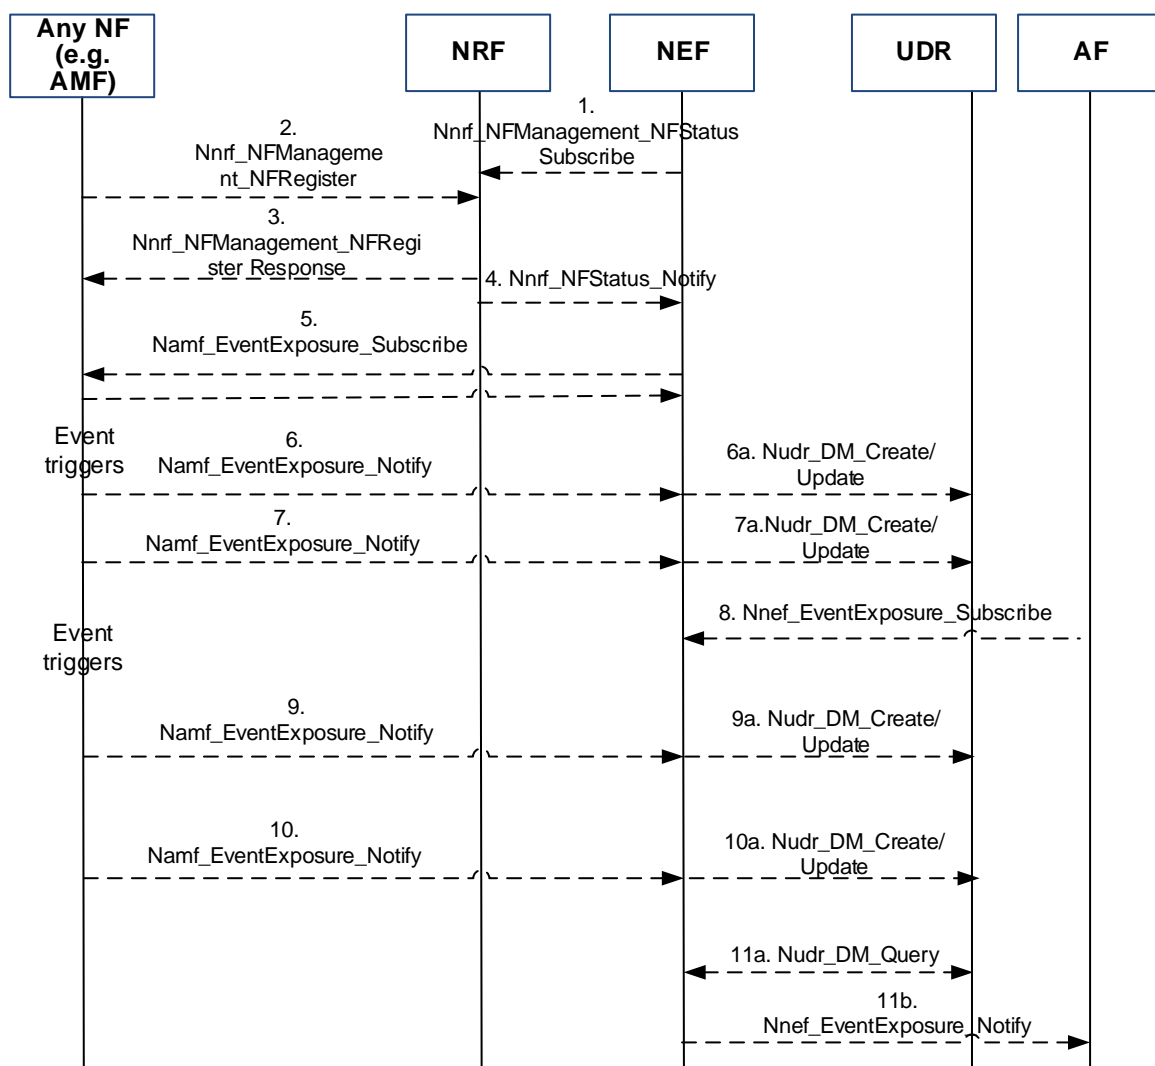 Any NF
(e.g.
AMF)
NRF
NEF
UDR
AF
1.
Nnrf_NFManagement_NFStatus
Subscribe
2.
Nnrf_NFManageme
nt_NFRegister
3.
Nnrf_NFManagement_NFRegi
ster Response
4. Nnrf_NFStatus_Notify
5.
Namf_EventExposure_Subscribe
Event
triggers
6.
Namf_EventExposure_Notify
6a. Nudr_DM_Create/
Update
7.
Namf_EventExposure_Notify
7a.Nudr_DM_Create/
Update
8. Nnef_EventExposure_Subscribe
Event
triggers
9.
Namf_EventExposure_Notify
9a. Nudr_DM_Create/
Update
10.
Namf_EventExposure_Notify
10a. Nudr_DM_Create/
Update
11a. Nudr_DM_Query
11b.
Nnef_EventExposure_Notify